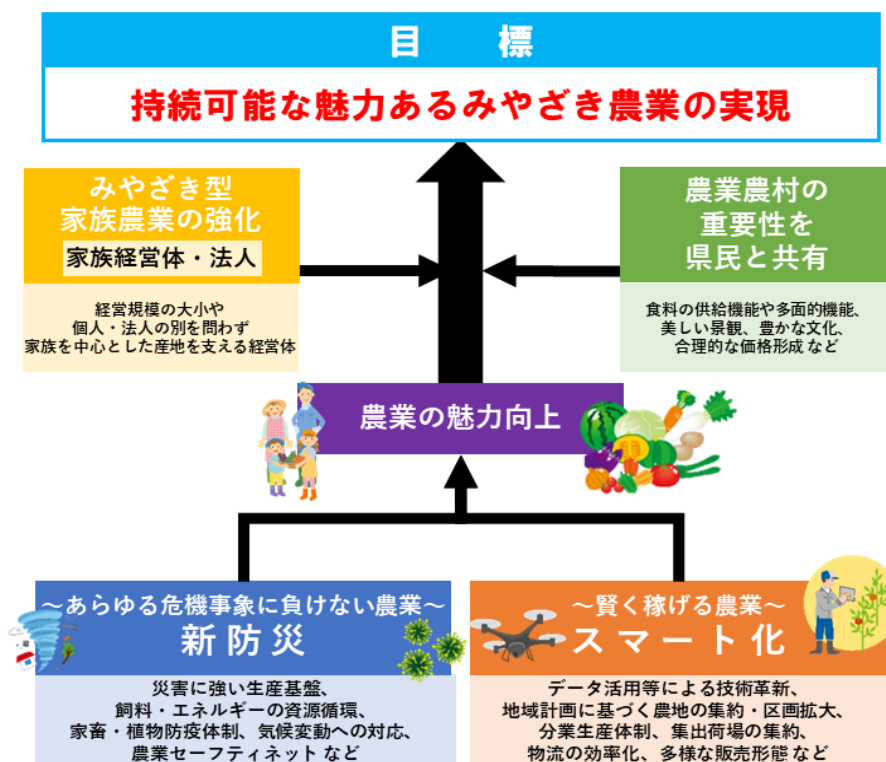 目　標
持続可能な魅力あるみやざき農業の実現
みやざき型
家族農業の強化
家族経営体・法人
経営規模の大小や
個人・法人の別を問わず
家族を中心とした産地を支える経営体
農業農村の
重要性を
県民と共有
食料の供給機能や多面的機能、
美しい景観、豊かな文化、
合理的な価格形成 など
農業の魅力向上
～あらゆる危機事象に負けない農業～
新防災
災害に強い生産基盤、
飼料・エネルギーの資源循環、
家畜・植物防疫体制、気候変動への対応、
農業セーフティネット など
～賢く稼げる農業～
スマート化
データ活用等による技術革新、
地域計画に基づく農地の集約・区画拡大、
分業生産体制、集出荷場の集約、
物流の効率化、多様な販売形態 など